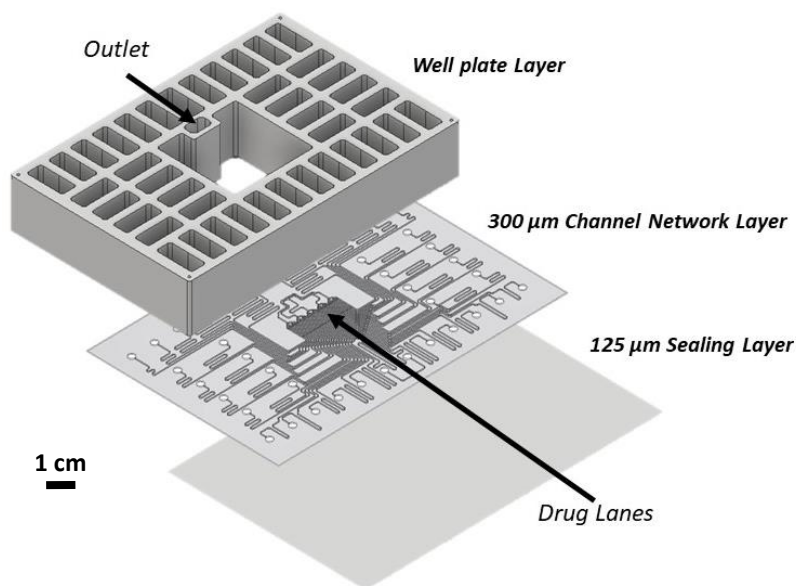 Outlet
Well plate Layer
300 µm Channel Network Layer
125 µm Sealing Layer
1 cm
Drug Lanes